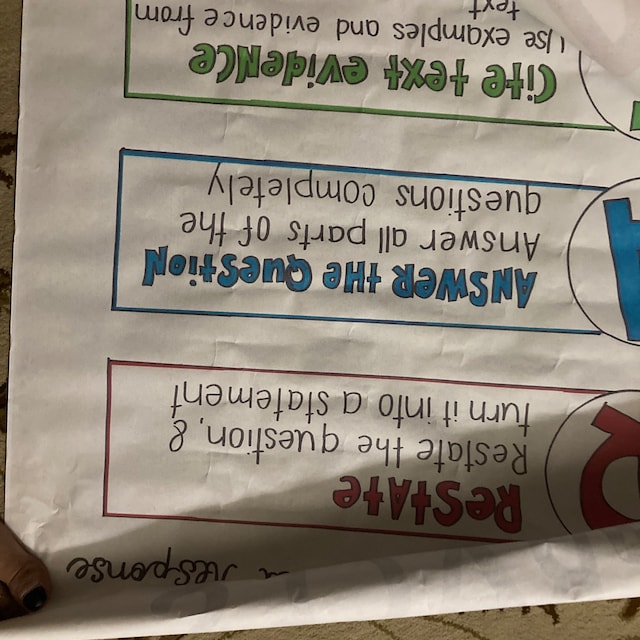 Response
R
Restate
Restate the question, &
turn it into a statement
A
Answer the Question
Answer all parts of the
questions completely
Cite text evidence
Use examples and evidence from
text